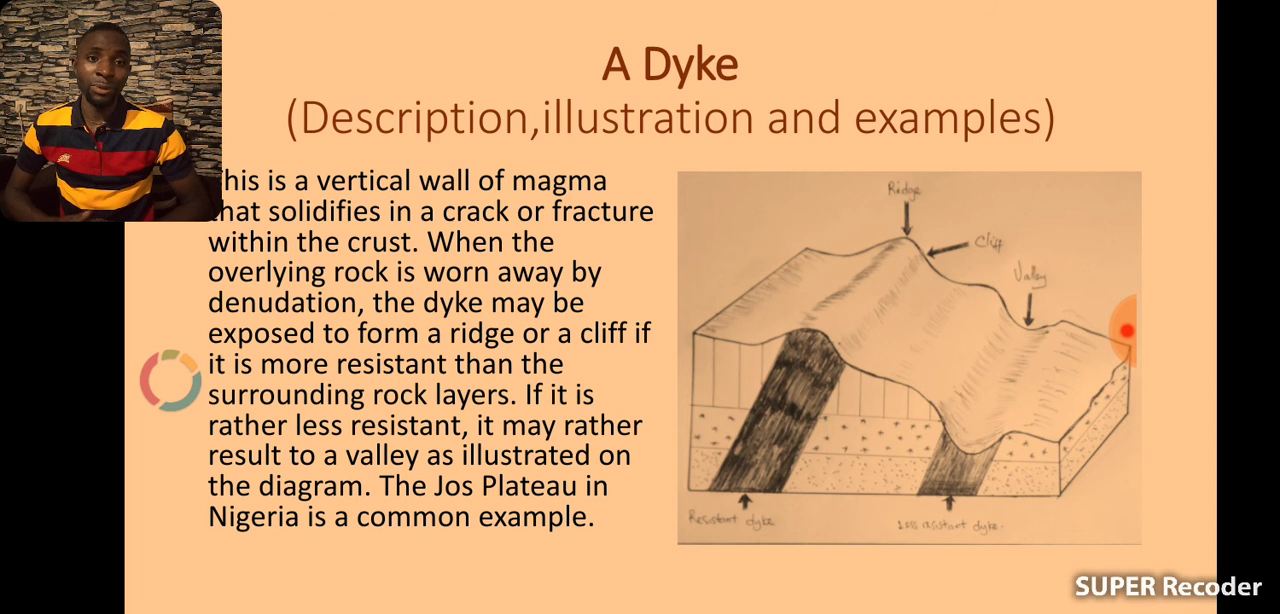 A Dyke
(Description,illustration and examples)
his is a vertical wall of magma
hat solidifies in a crack or fracture
within the crust. When the
overlying rock is worn away by
denudation, the dyke may be
exposed to form a ridge or a cliff if
it is more resistant than the
surrounding rock layers. If it is
rather less resistant, it may rather
result to a valley as illustrated on
the diagram. The Jos Plateau in
Nigeria is a common example.
Ridge
Cliff
Valley
Resistant dyke
Less resistant dyke.
SUPER Recoder